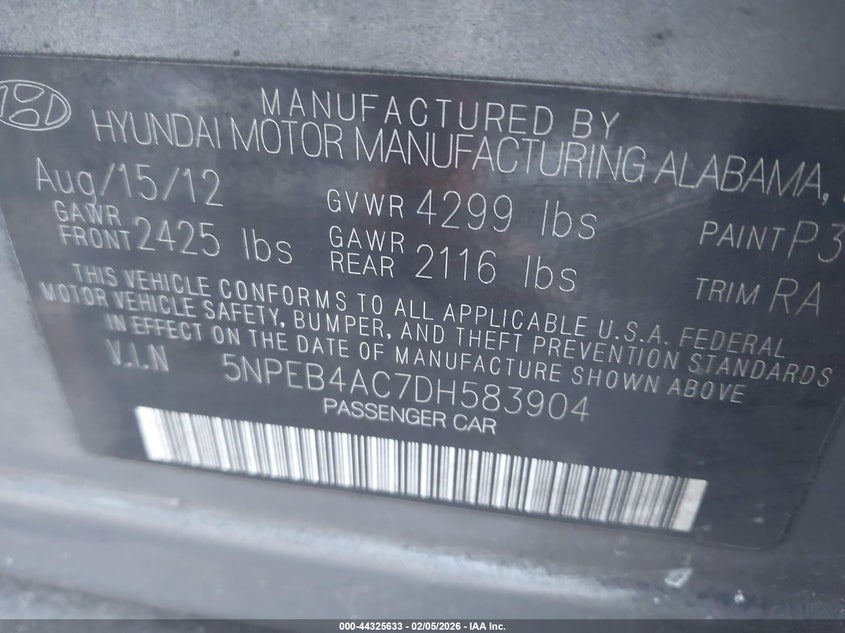 MANUFACTURED BY
HYUNDAI MOTOR MANUFACTURING ALABAMA,
Aug/15/12 GVWR 4299 lbs PAINT P3
GAWR FRONT 2425 lbs GAWR REAR 2116 lbs TRIM RA
THIS VEHICLE CONFORMS TO ALL APPLICABLE U.S.A. FEDERAL
MOTOR VEHICLE SAFETY, BUMPER, AND THEFT PREVENTION STANDARDS
IN EFFECT ON THE DATE OF MANUFACTURE SHOWN ABOVE
V.I.N 5NPEB4AC7DH583904
PASSENGER CAR
000-44325633 - 02/05/2026 - IAA Inc.